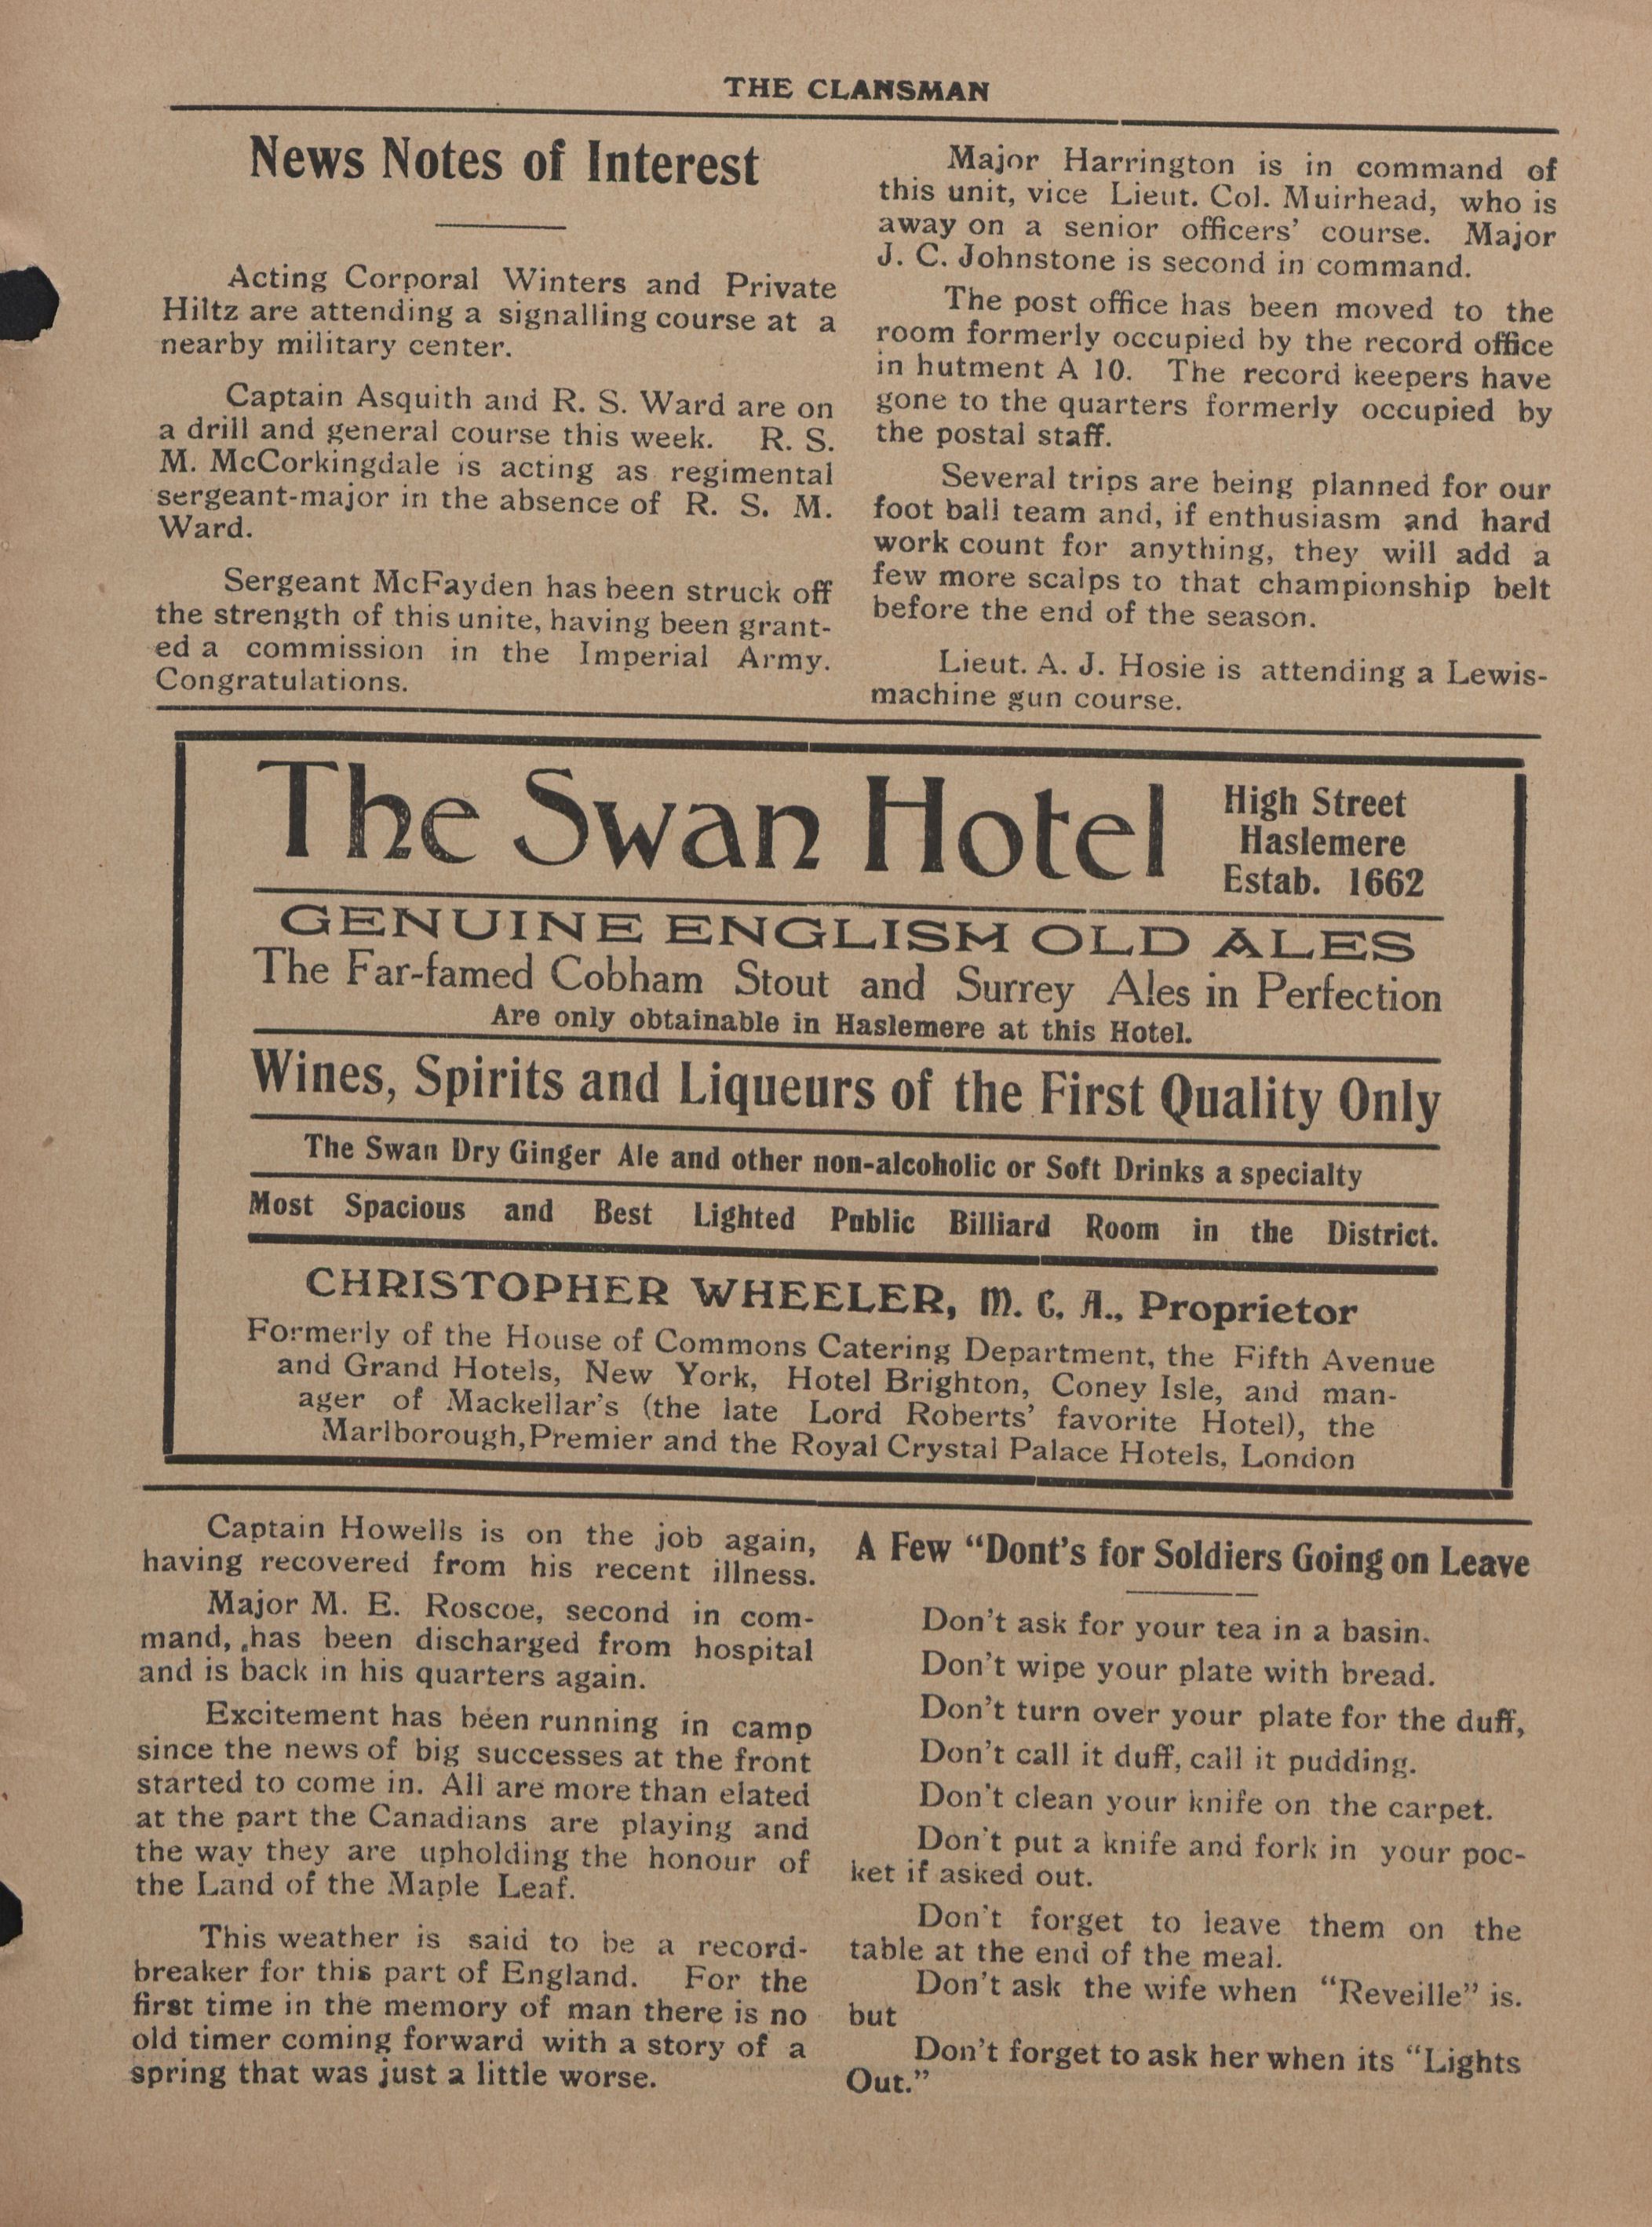 THE CLANSMAN
News Notes of Interest
Acting Corporal Winters and Private
Hiltz are attending a signalling course at a
nearby military center.
Captain Asquith and R. S. Ward are on
a drill and general course this week. R. S.
M. McCorkingdale is acting as regimental
sergeant-major in the absence of R. S. M.
Ward.
Sergeant McFayden has been struck off
the strength of this unite, having been grant-
ed a commission in the Imperial Army.
Congratulations.
Major Harrington is in command of
this unit, vice Lieut. Col. Muirhead, who is
away on a senior officers' course. Major
J. C. Johnstone is second in command.
The post office has been moved to the
room formerly occupied by the record office
in hutment A 10. The record keepers have
gone to the quarters formerly occupied by
the postal staff.
Several trips are being planned for our
foot ball team and, if enthusiasm and hard
work count for anything, they will add a
few more scalps to that championship belt
before the end of the season.
Lieut. A. J. Hosie is attending a Lewis-
machine gun course.
The Swan Hotel
High Street
Haslemere
Estab. 1662
GENUINE ENGLISH OLD ALES
The Far-famed Cobham Stout and Surrey Ales in Perfection
Are only obtainable in Haslemere at this Hotel.
Wines, Spirits and Liqueurs of the First Quality Only
The Swan Dry Ginger Ale and other non-alcoholic or Soft Drinks a specialty
Most Spacious and Best Lighted Public Billiard Room in the District.
CHRISTOPHER WHEELER, M. C. A., Proprietor
Formerly of the House of Commons Catering Department, the Fifth Avenue
and Grand Hotels, New York, Hotel Brighton, Coney Isle, and man-
ager of Mackellar's (the late Lord Roberts' favorite Hotel), the
Marlborough, Premier and the Royal Crystal Palace Hotels, London
Captain Howells is on the job again,
having recovered from his recent illness.
Major M. E. Roscoe, second in com-
mand, has been discharged from hospital
and is back in his quarters again.
Excitement has been running in camp
since the news of big successes at the front
started to come in. All are more than elated
at the part the Canadians are playing and
the way they are upholding the honour of
the Land of the Maple Leaf.
This weather is said to be a record-
breaker for this part of England. For the
first time in the memory of man there is no
old timer coming forward with a story of a
spring that was just a little worse.
A Few "Dont's for Soldiers Going on Leave
Don't ask for your tea in a basin.
Don't wipe your plate with bread.
Don't turn over your plate for the duff,
Don't call it duff, call it pudding.
Don't clean your knife on the carpet.
Don't put a knife and fork in your poc-
ket if asked out.
Don't forget to leave them on the
table at the end of the meal.
Don't ask the wife when "Reveille" is.
but
Don't forget to ask her when its "Lights
Out."